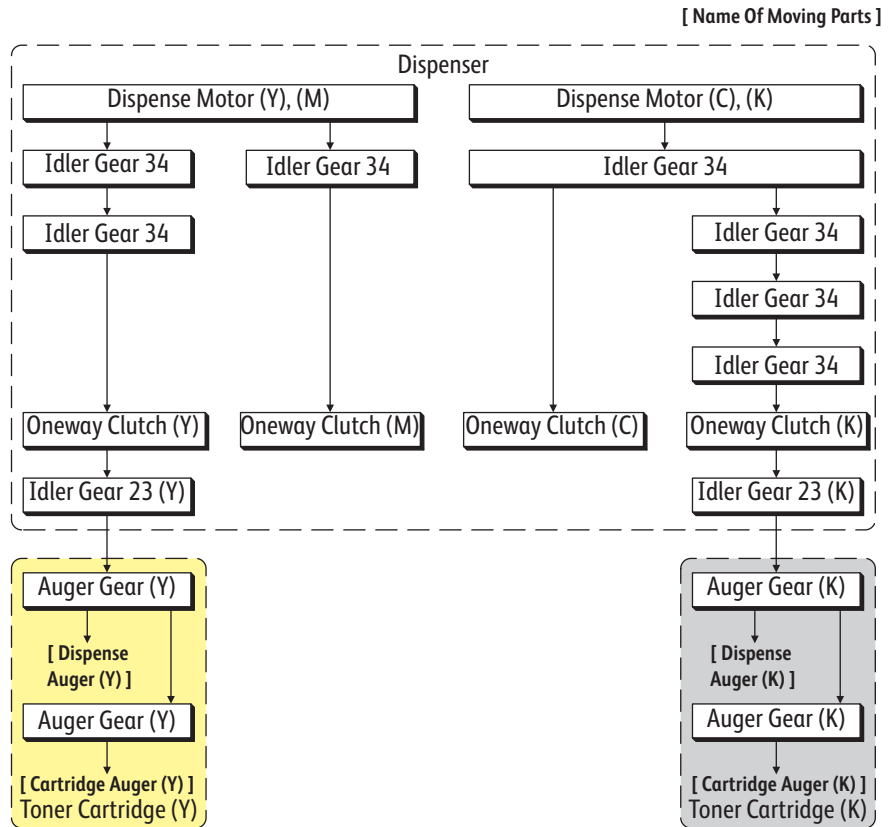 [ Name Of Moving Parts ]
Dispenser
Dispense Motor (Y), (M)
Dispense Motor (C), (K)
Idler Gear 34
Idler Gear 34
Idler Gear 34
Idler Gear 34
Idler Gear 34
Idler Gear 34
Idler Gear 34
Oneway Clutch (Y)
Oneway Clutch (M)
Oneway Clutch (C)
Oneway Clutch (K)
Idler Gear 23 (Y)
Idler Gear 23 (K)
Auger Gear (Y)
[ Dispense
Auger (Y) ]
Auger Gear (Y)
[ Cartridge Auger (Y) ]
Toner Cartridge (Y)
Auger Gear (K)
[ Dispense
Auger (K) ]
Auger Gear (K)
[ Cartridge Auger (K) ]
Toner Cartridge (K)